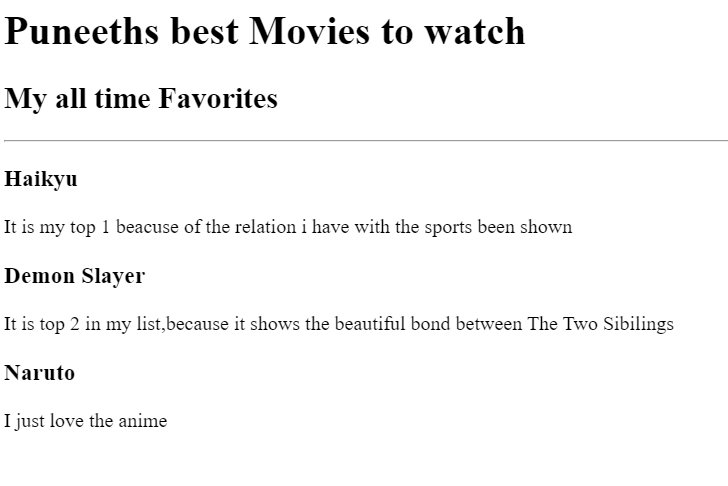 Puneeths best Movies to watch
My all time Favorites
Haikyu
It is my top 1 beacuse of the relation i have with the sports been shown
Demon Slayer
It is top 2 in my list,because it shows the beautiful bond between The Two Sibilings
Naruto
I just love the anime